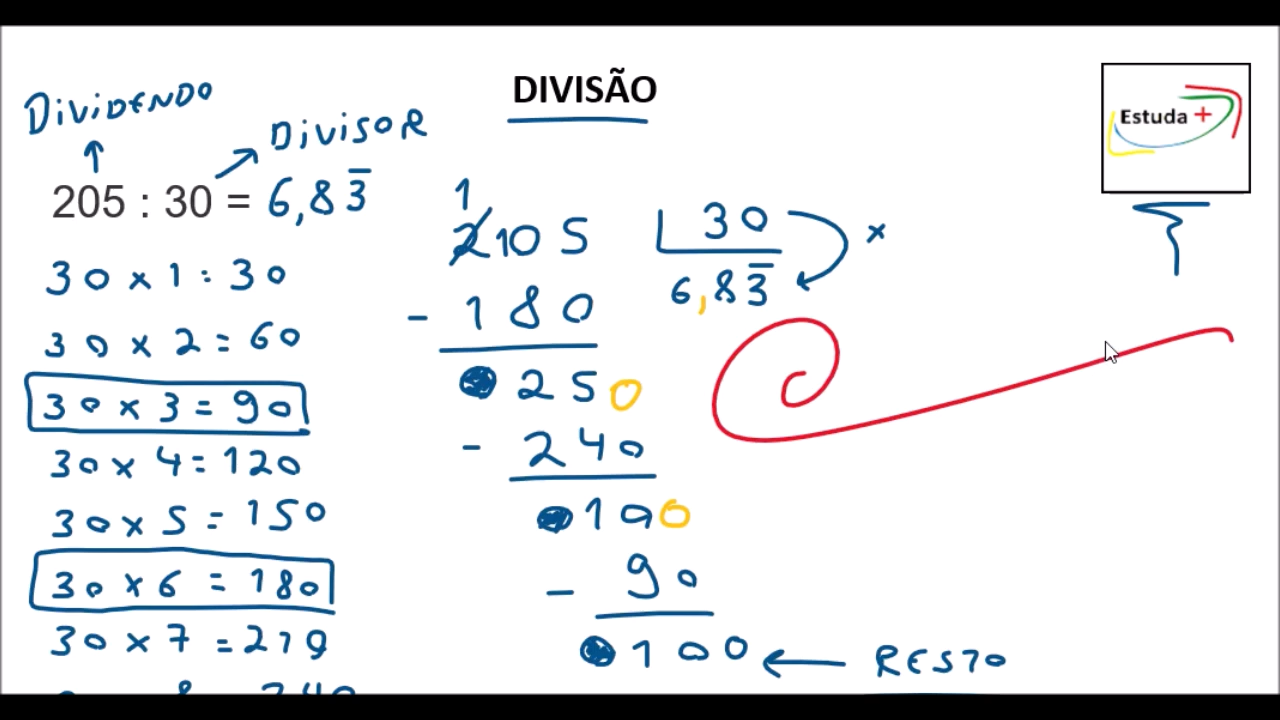 DIVISÃO
Estuda +
DIVIDENDO
DIVISOR
205 : 30 = 6,83̅
30 x 1 = 30
30 x 2 = 60
30 x 3 = 90
30 x 4 = 120
30 x 5 = 150
30 x 6 = 180
30 x 7 = 210
1
2105
- 180
250
- 240
100
- 90
100 ← RESTO
30
x
6,83̅